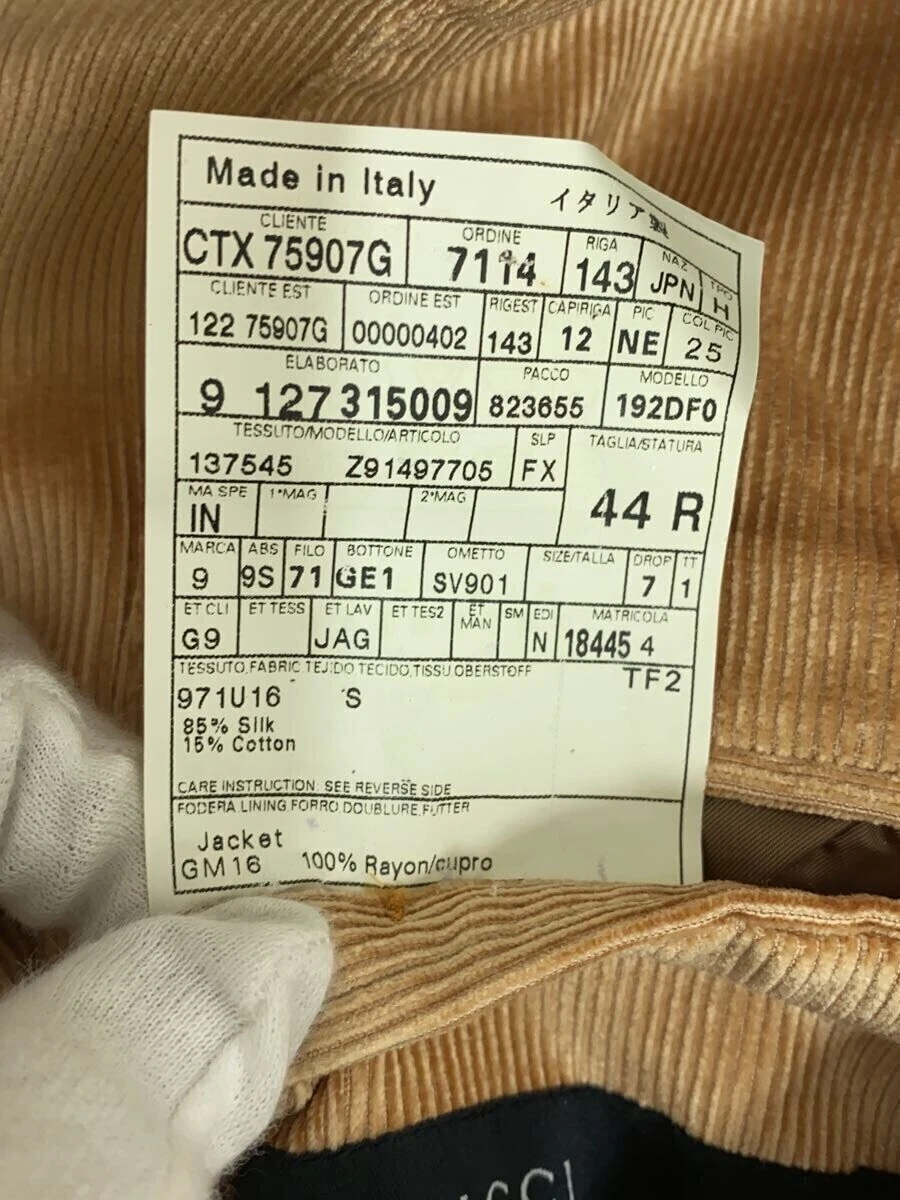 Made in Italy イタリア製
CLIENTE ORDINE RIGA NAZ TPO
CTX 75907G 7114 143 JPN H
CLIENTE EST ORDINE EST RIGEST CAPIRIGA PIC COL PIC
122 75907G 00000402 143 12 NE 25
ELABORATO PACCO MODELLO
9 127 315009 823655 192DF0
TESSUTO/MODELLO/ARTICOLO SLP TAGLIA/STATURA
137545 Z91497705 FX 44 R
MA SPE 1°MAG 2°MAG
IN
MARCA ABS FILO BOTTONE OMETTO SIZE/TALLA DROP TT
9 9S 71 GE1 SV901 7 1
ET CLI ET TESS ET LAV ET TES2 ET MAN SM EDI MATRICOLA
G9 JAG N 18445 4
TESSUTO,FABRIC,TEJIDO,TECIDO,TISSU,OBERSTOFF TF2
971U16 S
85% Silk
15% Cotton
CARE INSTRUCTION: SEE REVERSE SIDE
FODERA,LINING,FORRO,DOUBLURE,FUTTER
Jacket
GM16 100% Rayon/cupro